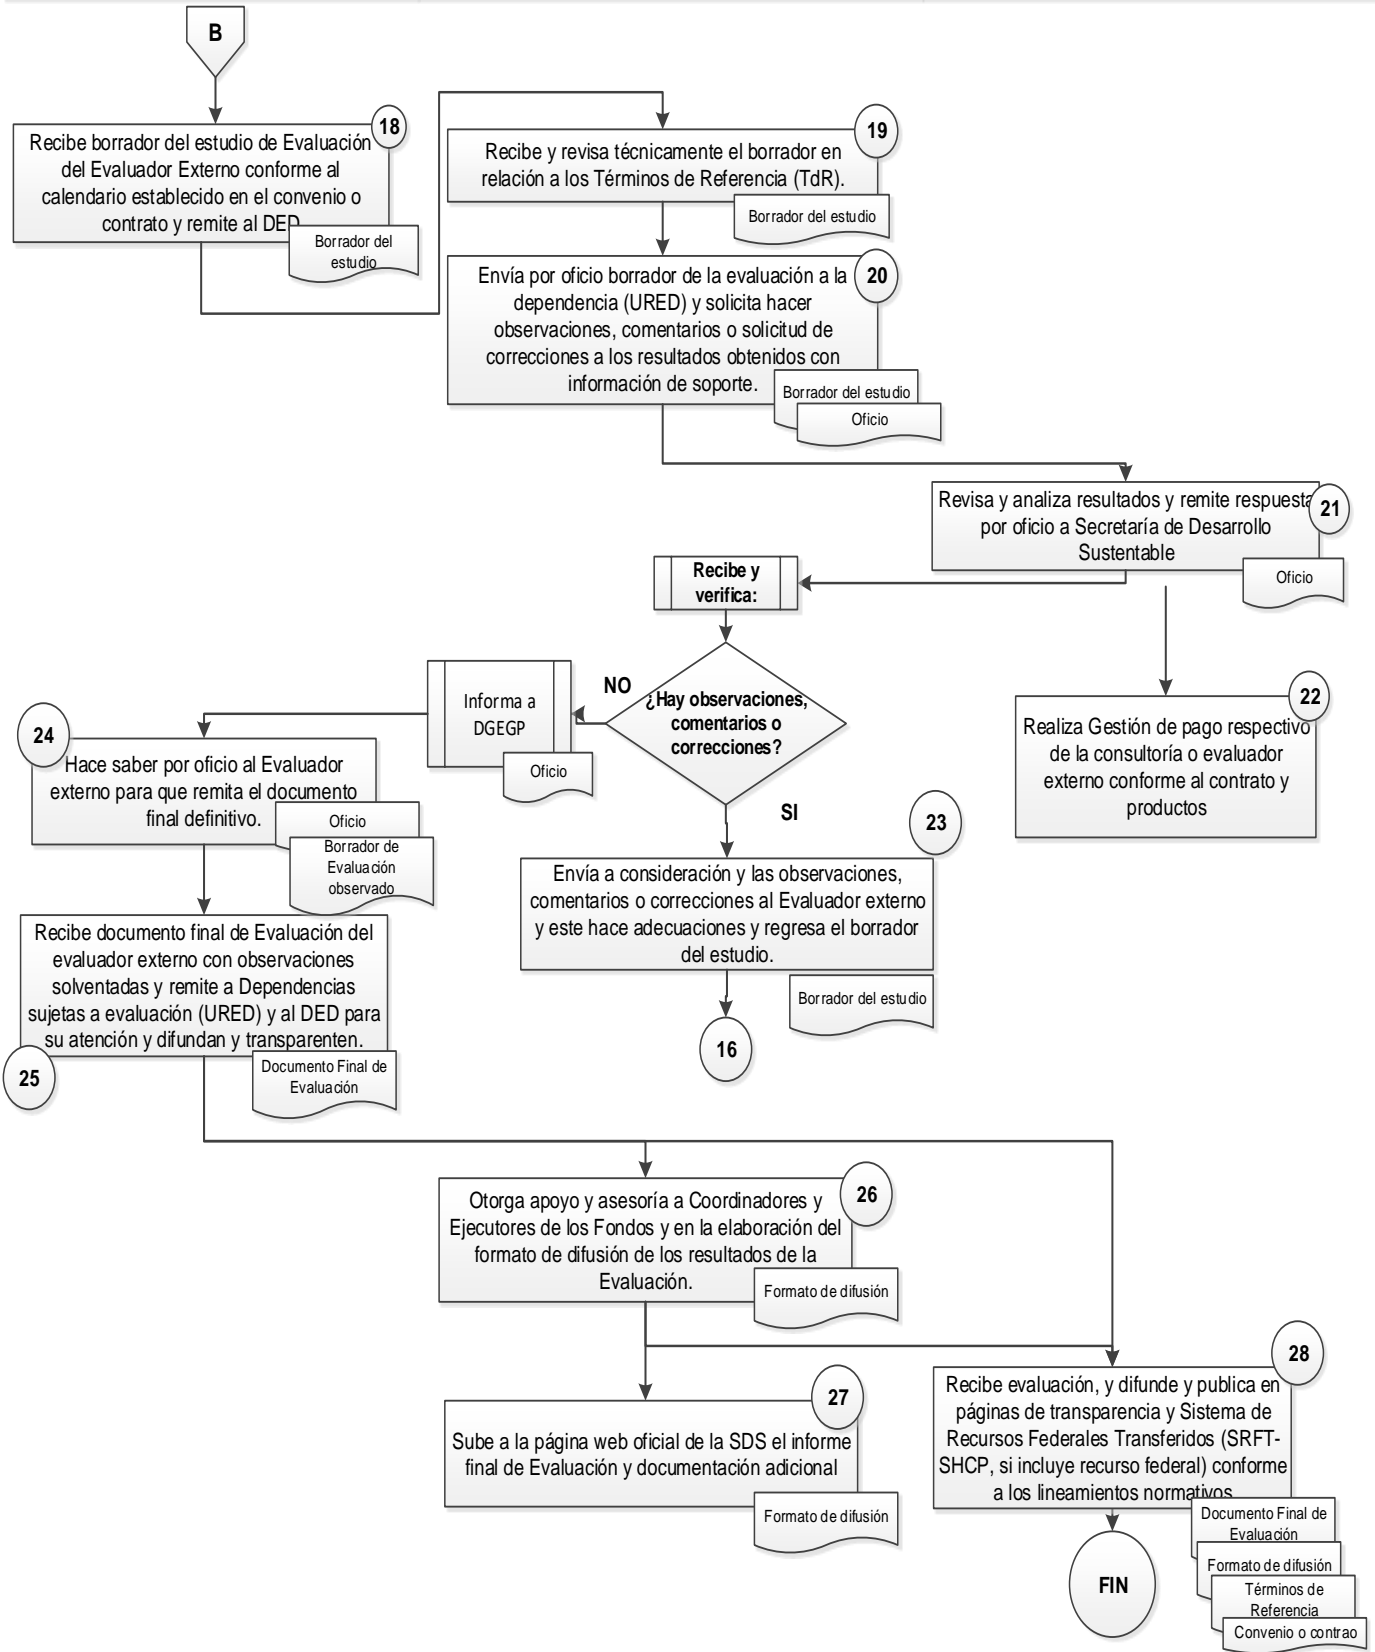 B
18
Recibe borrador del estudio de Evaluación
del Evaluador Externo conforme al
calendario establecido en el convenio o
contrato y remite al DED
Borrador del
estudio
19
Recibe y revisa técnicamente el borrador en
relación a los Términos de Referencia (TdR).
Borrador del estudio
20
Envía por oficio borrador de la evaluación a la
dependencia (URED) y solicita hacer
observaciones, comentarios o solicitud de
correcciones a los resultados obtenidos con
información de soporte.
Borrador del estudio
Oficio
21
Revisa y analiza resultados y remite respuesta
por oficio a Secretaría de Desarrollo
Sustentable
Oficio
Recibe y
verifica:
¿Hay observaciones,
comentarios o
correcciones?
NO
SI
Informa a
DGEGP
Oficio
22
Realiza Gestión de pago respectivo
de la consultoría o evaluador
externo conforme al contrato y
productos
24
Hace saber por oficio al Evaluador
externo para que remita el documento
final definitivo.
Oficio
Borrador de
Evaluación
observado
23
Envía a consideración y las observaciones,
comentarios o correcciones al Evaluador externo
y este hace adecuaciones y regresa el borrador
del estudio.
Borrador del estudio
16
Recibe documento final de Evaluación del
evaluador externo con observaciones
solventadas y remite a Dependencias
sujetas a evaluación (URED) y al DED para
su atención y difundan y transparenten.
25
Documento Final de
Evaluación
26
Otorga apoyo y asesoría a Coordinadores y
Ejecutores de los Fondos y en la elaboración del
formato de difusión de los resultados de la
Evaluación.
Formato de difusión
27
Sube a la página web oficial de la SDS el informe
final de Evaluación y documentación adicional
Formato de difusión
28
Recibe evaluación, y difunde y publica en
páginas de transparencia y Sistema de
Recursos Federales Transferidos (SRFT-
SHCP, si incluye recurso federal) conforme
a los lineamientos normativos
Documento Final de
Evaluación
Formato de difusión
Términos de
Referencia
Convenio o contrao
FIN